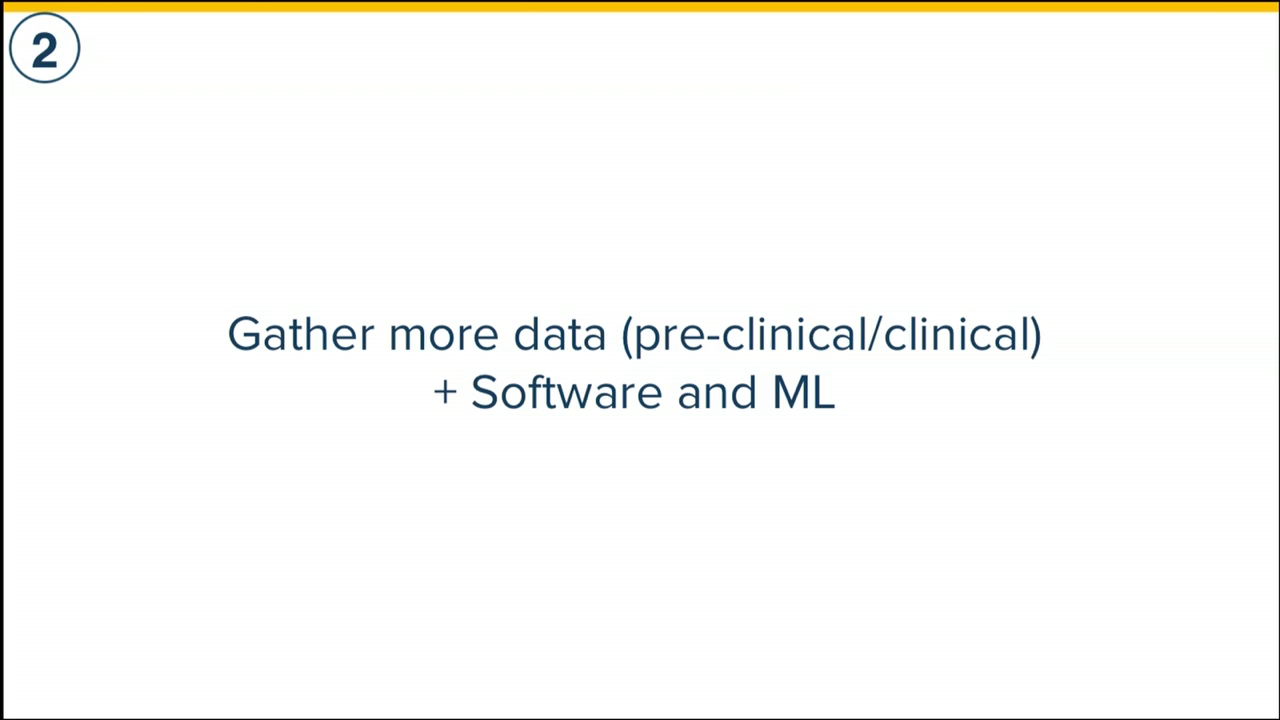 2
Gather more data (pre-clinical/clinical)
+ Software and ML